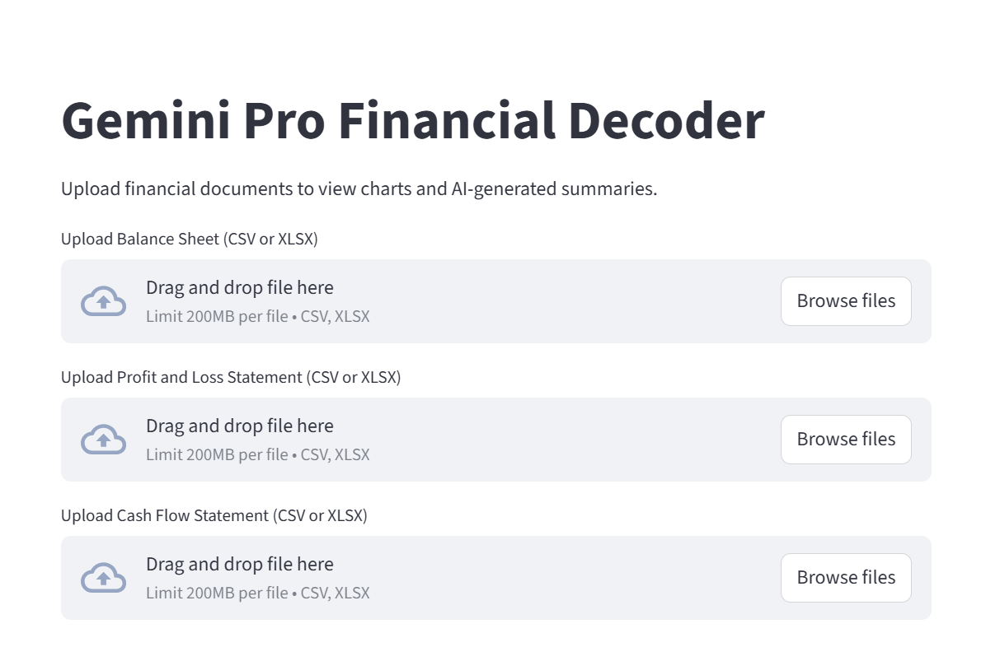 Gemini Pro Financial Decoder
Upload financial documents to view charts and AI-generated summaries.
Upload Balance Sheet (CSV or XLSX)
Drag and drop file here
Limit 200MB per file • CSV, XLSX
Browse files
Upload Profit and Loss Statement (CSV or XLSX)
Drag and drop file here
Limit 200MB per file • CSV, XLSX
Browse files
Upload Cash Flow Statement (CSV or XLSX)
Drag and drop file here
Limit 200MB per file • CSV, XLSX
Browse files